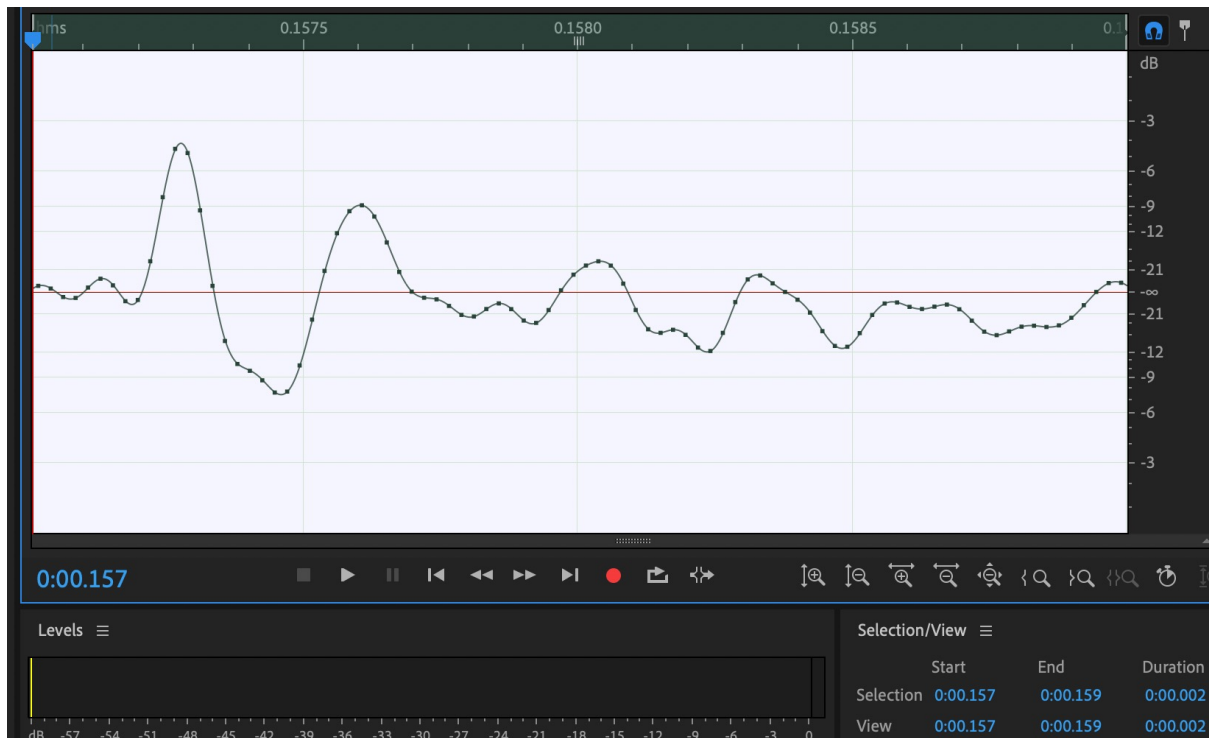 hms 0.1575 0.1580 0.1585
dB
-3
-6
-9
-12
-21
-∞
-21
-12
-9
-6
-3
0:00.157
Levels
Selection/View
Start End Duration
Selection 0:00.157 0:00.159 0:00.002
View 0:00.157 0:00.159 0:00.002
dB -57 -54 -51 -48 -45 -42 -39 -36 -33 -30 -27 -24 -21 -18 -15 -12 -9 -6 -3 0